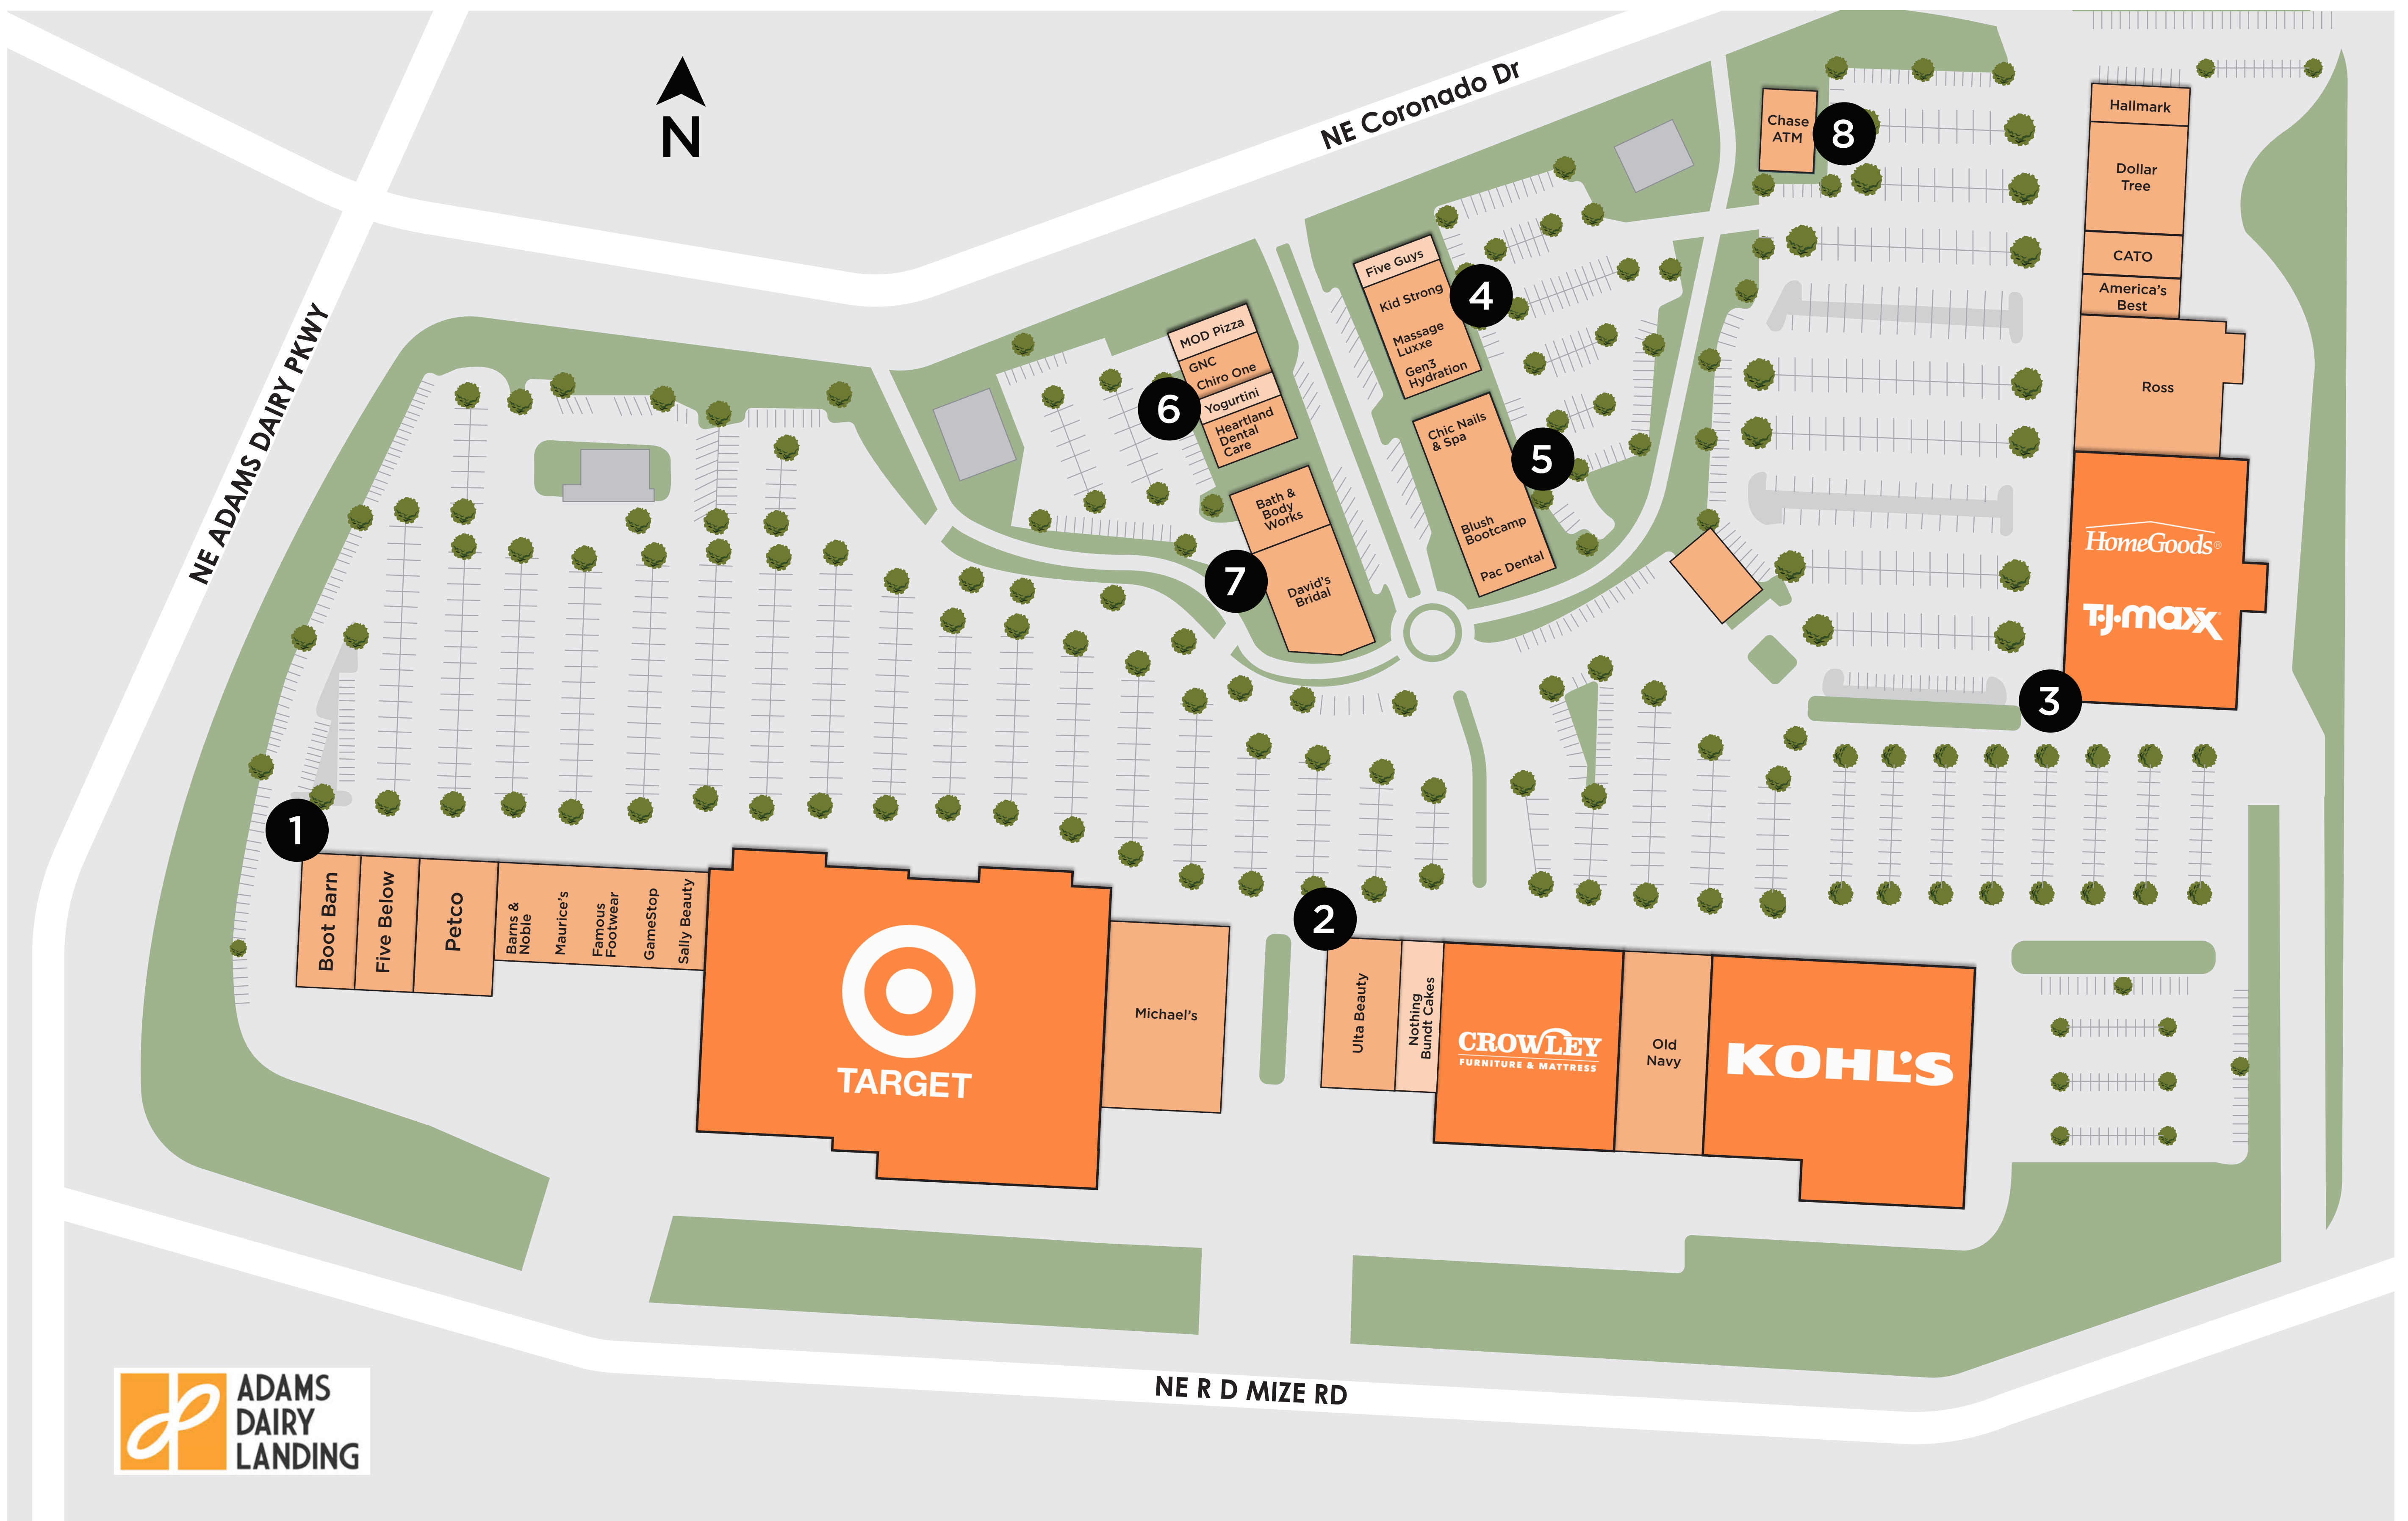 N
NE Coronado Dr
NE ADAMS DAIRY PKWY
Chase
ATM
8
Hallmark
Dollar
Tree
CATO
America's
Best
Ross
HomeGoods®
T.J.maxx
3
Five Guys
Kid Strong
Massage
Luxxe
Gen3
Hydration
4
Chic Nails
& Spa
Blush
Bootcamp
Pac Dental
5
MOD Pizza
GNC
Chiro One
Yogurtini
Heartland
Dental
Care
6
Bath &
Body
Works
David's
Bridal
7
1
Boot Barn
Five Below
Petco
Barns &
Noble
Maurice's
Famous
Footwear
GameStop
Sally Beauty
TARGET
Michael's
2
Ulta Beauty
Nothing
Bundt Cakes
CROWLEY
FURNITURE & MATTRESS
Old
Navy
KOHL'S
NE R D MIZE RD
ADAMS
DAIRY
LANDING